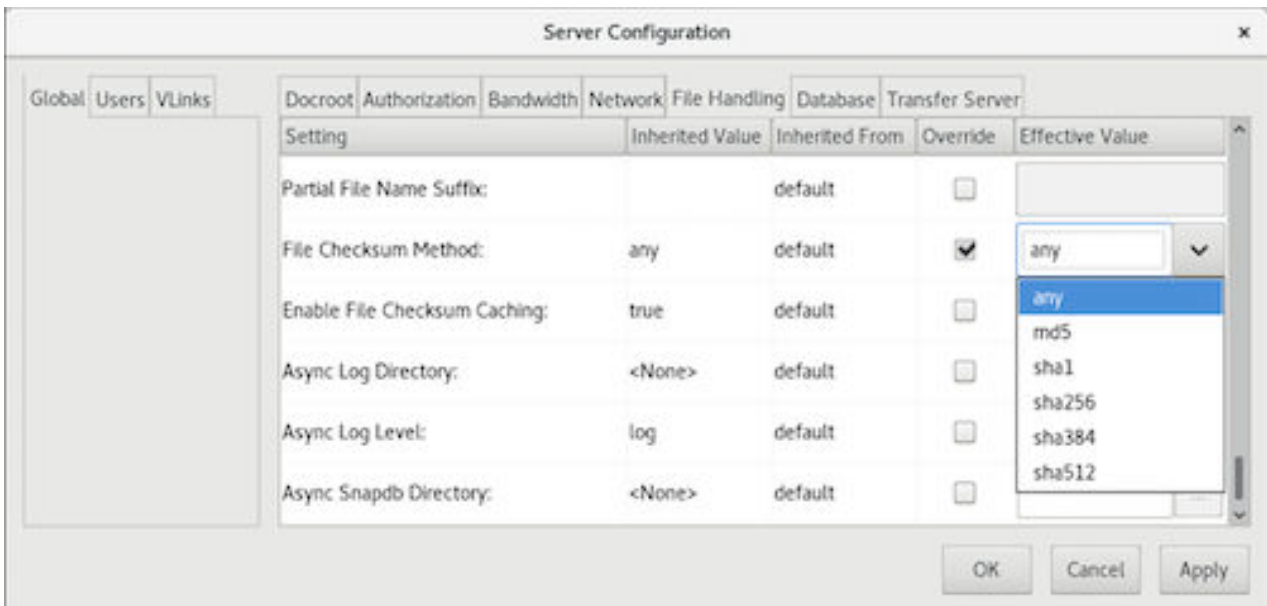 Server Configuration
Global Users VLinks
Docroot Authorization Bandwidth Network File Handling Database Transfer Server
Setting Inherited Value Inherited From Override Effective Value
Partial File Name Suffix: default
File Checksum Method: any default any
any
Enable File Checksum Caching: true default
md5
sha1
Async Log Directory: <None> default
sha256
Async Log Level: log default
sha384
sha512
Async Snapdb Directory: <None> default
OK Cancel Apply